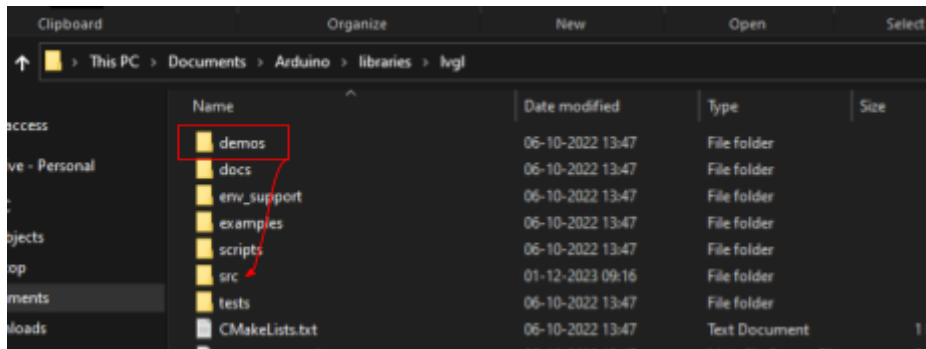 Clipboard Organize New Open Select
This PC > Documents > Arduino > libraries > lvgl
Name Date modified Type Size
access
demos 06-10-2022 13:47 File folder
ve - Personal
docs 06-10-2022 13:47 File folder
env_support 06-10-2022 13:47 File folder
examples 06-10-2022 13:47 File folder
bjects
scripts 06-10-2022 13:47 File folder
op
src 01-12-2023 09:16 File folder
ments
tests 06-10-2022 13:47 File folder
nloads
CMakeLists.txt 06-10-2022 13:47 Text Document 1